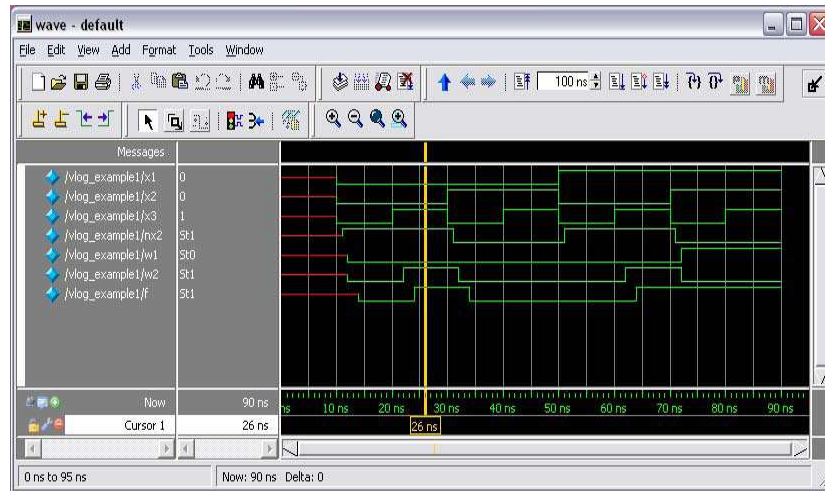 wave - default
File Edit View Add Format Tools Window
100 ns
Messages
/vlog_example1/x1 0
/vlog_example1/x2 0
/vlog_example1/x3 1
/vlog_example1/nx2 St1
/vlog_example1/w1 St0
/vlog_example1/w2 St1
/vlog_example1/f St1
Now 90 ns
ns 10 ns 20 ns 30 ns 40 ns 50 ns 60 ns 70 ns 80 ns 90 ns
Cursor 1 26 ns
26 ns
0 ns to 95 ns Now: 90 ns Delta: 0